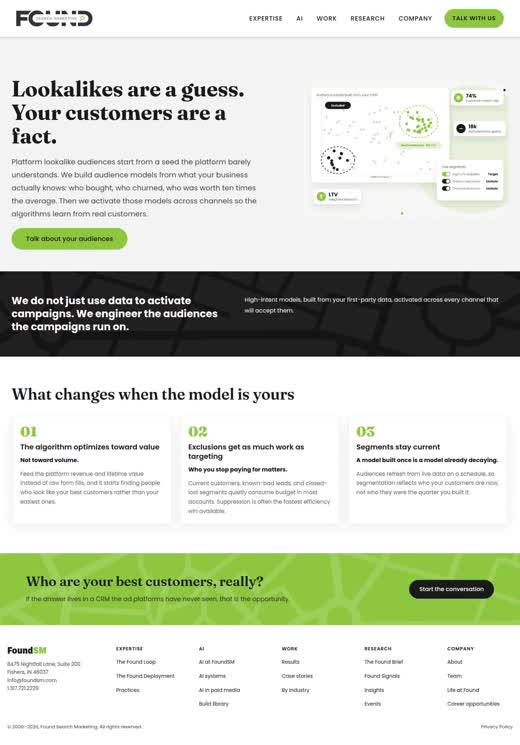 FOUND
SEARCH MARKETING
EXPERTISE AI WORK RESEARCH COMPANY TALK WITH US
Lookalikes are a guess.
Your customers are a
fact.
Platform lookalike audiences start from a seed the platform barely
understands. We build audience models from what your business
actually knows: who bought, who churned, who was worth ten times
the average. Then we activate those models across channels so the
algorithms learn from real customers.
Talk about your audiences
74%
18k
LTV
Live segments
Target
Exclude
Exclude
We do not just use data to activate
campaigns. We engineer the audiences
the campaigns run on.
High-intent models, built from your first-party data, activated across every channel that
will accept them.
What changes when the model is yours
01
The algorithm optimizes toward value
Not toward volume.
Feed the platform revenue and lifetime value
instead of raw form fills, and it starts finding people
who look like your best customers rather than your
easiest ones.
02
Exclusions get as much work as
targeting
Who you stop paying for matters.
Current customers, known-bad leads, and closed-
lost segments quietly consume budget in most
accounts. Suppression is often the fastest efficiency
win available.
03
Segments stay current
A model built once is a model already decaying.
Audiences refresh from live data on a schedule, so
segmentation reflects who your customers are now,
not who they were the quarter you built it.
Who are your best customers, really?
If the answer lives in a CRM the ad platforms have never seen, that is the opportunity.
Start the conversation
FoundSM
8475 Nightfall Lane, Suite 200
Fishers, IN 46037
info@foundsm.com
1.317.721.2229
EXPERTISE
The Found Loop
The Found Deployment
Practices
AI
AI at FoundSM
AI systems
AI in paid media
Build library
WORK
Results
Case stories
By industry
RESEARCH
The Found Brief
Found Signals
Insights
Events
COMPANY
About
Team
Life at Found
Career opportunities
© 2008–2026, Found Search Marketing, All rights reserved.
Privacy Policy